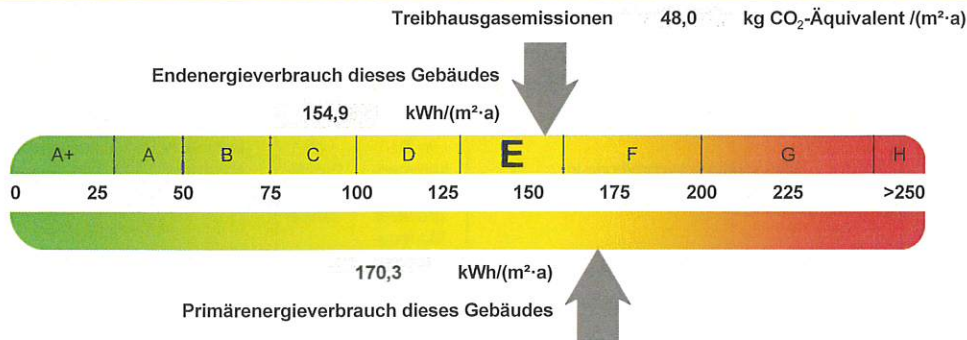 Treibhausgasemissionen 48,0 kg CO₂-Äquivalent /(m²·a)
Endenergieverbrauch dieses Gebäudes
154,9 kWh/(m²·a)
A+ A B C D E F G H
0 25 50 75 100 125 150 175 200 225 >250
170,3 kWh/(m²·a)
Primärenergieverbrauch dieses Gebäudes